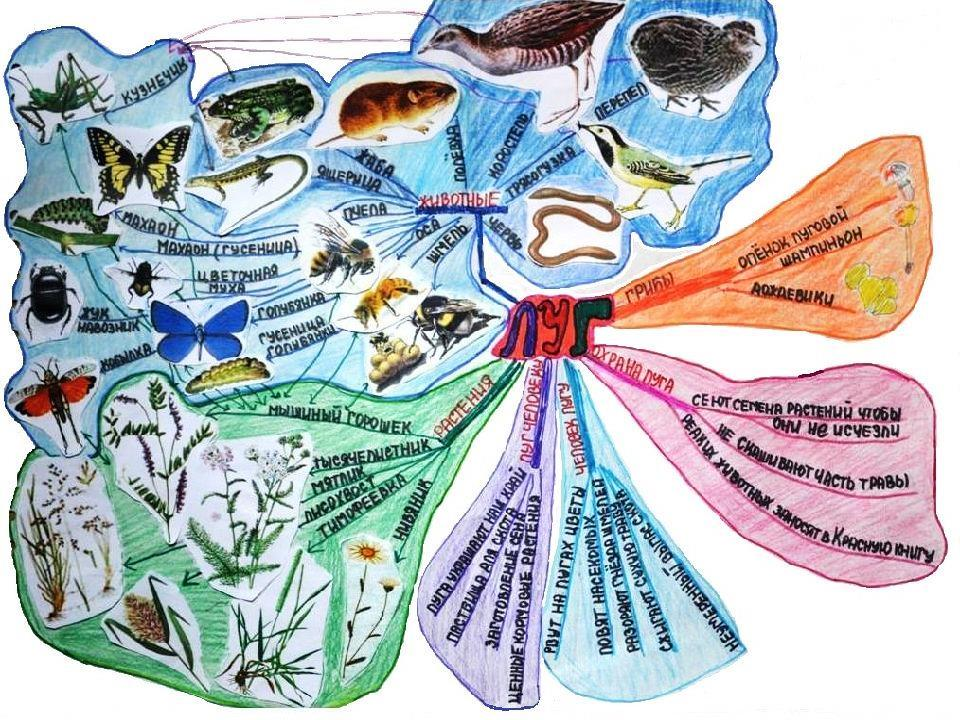 КУЗНЕЧИК
ЖАБА
ЯЩЕРИЦА
ПОЛЁВКА
КОРОСТЕЛЬ
ТРЯСОГУЗКА
ПЕРЕПЕЛ
ЖИВОТНЫЕ
ПЧЕЛА
ОСА
ШМЕЛЬ
ЧЕРВЬ
МАХАОН
МАХАОН (ГУСЕНИЦА)
ЦВЕТОЧНАЯ
МУХА
ЖУК
НАВОЗНИК
ГОЛУБЯНКА
ГУСЕНИЦА
ГОЛУБЯНКИ
КОБЫЛКА
ЛУГ
ГРИБЫ
ОПЁНОК ЛУГОВОЙ
ШАМПИНЬОН
ДОЖДЕВИКИ
ОХРАНА ЛУГА
СЕЮТ СЕМЕНА РАСТЕНИЙ ЧТОБЫ
ОНИ НЕ ИСЧЕЗЛИ
НЕ СКАШИВАЮТ ЧАСТЬ ТРАВЫ
РЕДКИХ ЖИВОТНЫХ ЗАНОСЯТ В КРАСНУЮ КНИГУ
ЧЕЛОВЕК ЛУГУ
РВУТ НА ЛУГАХ ЦВЕТЫ
ЛОВЯТ НАСЕКОМЫХ
РАЗОРЯЮТ ГНЁЗДА ШМЕЛЕЙ
СЖИГАЮТ СУХУЮ ТРАВУ
НЕУМЕРЕННЫЙ ВЫПАС СКОТА
ЛУГ ЧЕЛОВЕКУ
ЛУГА УКРАШАЮТ НАШ КРАЙ
ПАСТБИЩА ДЛЯ СКОТА
ЗАГОТОВЛЕНИЕ СЕНА
ЦЕННЫЕ КОРМОВЫЕ РАСТЕНИЯ
РАСТЕНИЯ
МЫШИНЫЙ ГОРОШЕК
ТЫСЯЧЕЛИСТНИК
МЯТЛИК
ЛИСОХВОСТ
ТИМОФЕЕВКА
НИВЯНИК